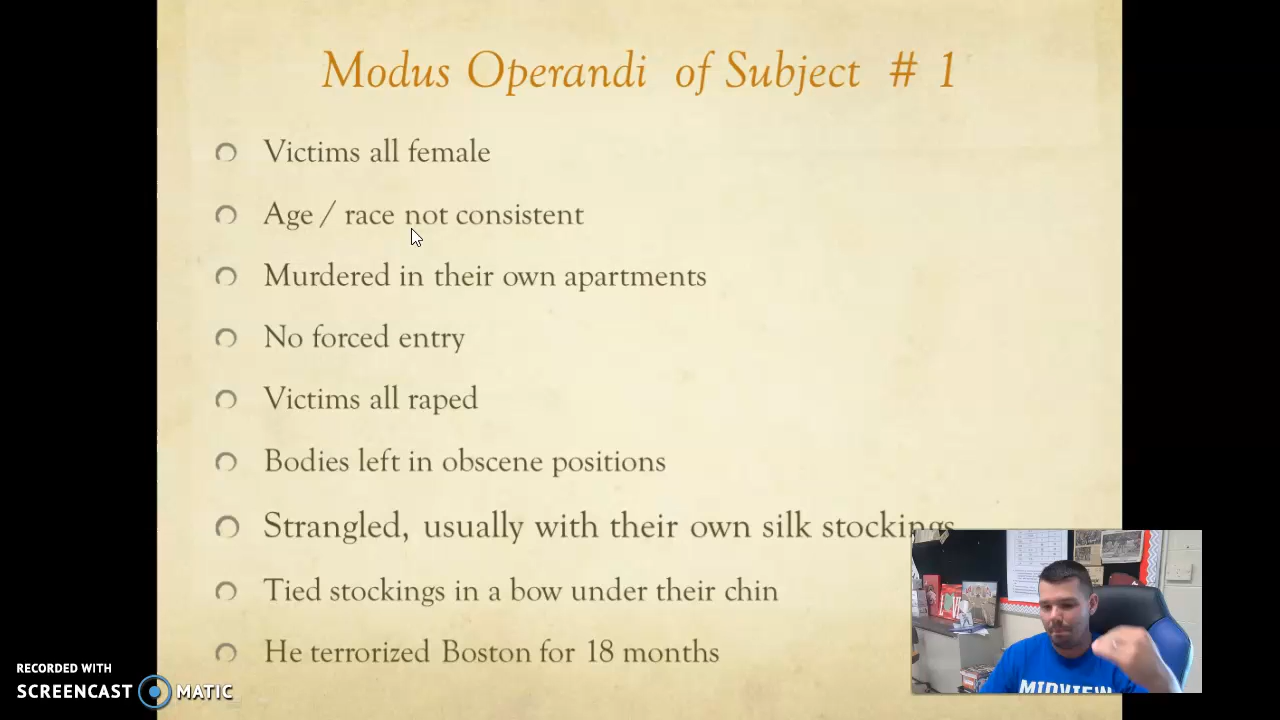 Modus Operandi of Subject # 1
Victims all female
Age / race not consistent
Murdered in their own apartments
No forced entry
Victims all raped
Bodies left in obscene positions
Strangled, usually with their own silk stockings
Tied stockings in a bow under their chin
He terrorized Boston for 18 months
MIDVIEW
RECORDED WITH
SCREENCAST MATIC